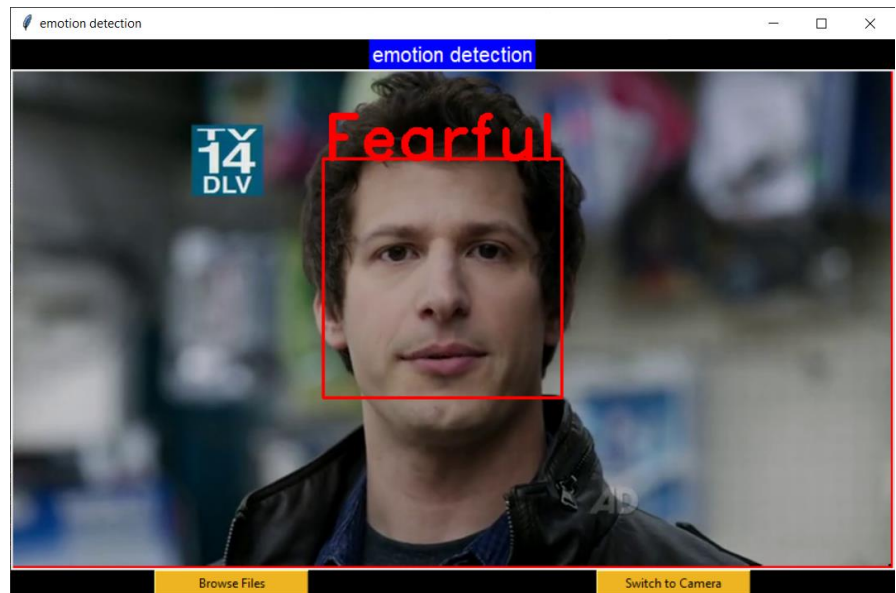 emotion detection
emotion detection
Fearful
TV
14
DLV
AD
Browse Files
Switch to Camera